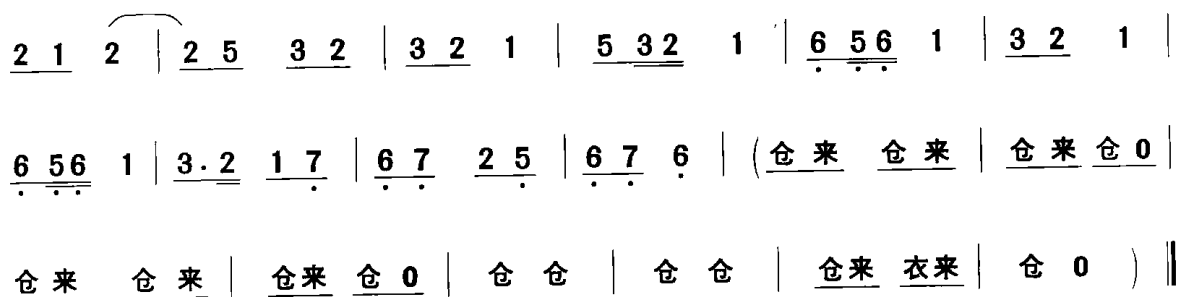 2 1 2 | 2 5 3 2 | 3 2 1 | 5 3 2 1 | 6 5 6 1 | 3 2 1 |
6 5 6 1 | 3 · 2 1 7 | 6 7 2 5 | 6 7 6 | (仓 来 仓 来 | 仓 来 仓 0 |
仓 来 仓 来 | 仓 来 仓 0 | 仓 仓 | 仓 仓 | 仓 来 衣 来 | 仓 0 ) ‖